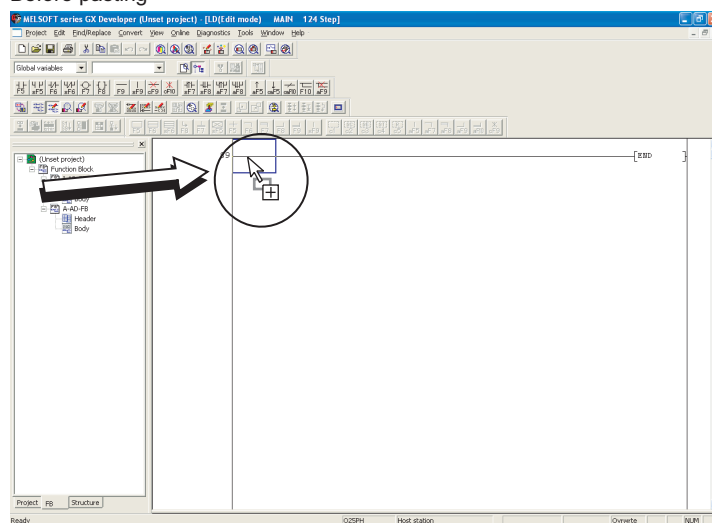 Before pasting
MELSOFT series GX Developer (Unset project) - [LD(Edit mode)    MAIN    124 Step]
Project Edit Find/Replace Convert View Online Diagnostics Tools Window Help
Global variables
F5 sF5 F6 sF6 F7 F8 F9 sF9 cF9 cF10 sF7 sF8 aF7 aF8 aF5 caF5 caF10 F10 aF9
(Unset project)
99 [END ]
Function Block
Body
A-AD-FB
Header
Body
Project FB Structure
Ready Q25PH Host station Ovrwrte NUM